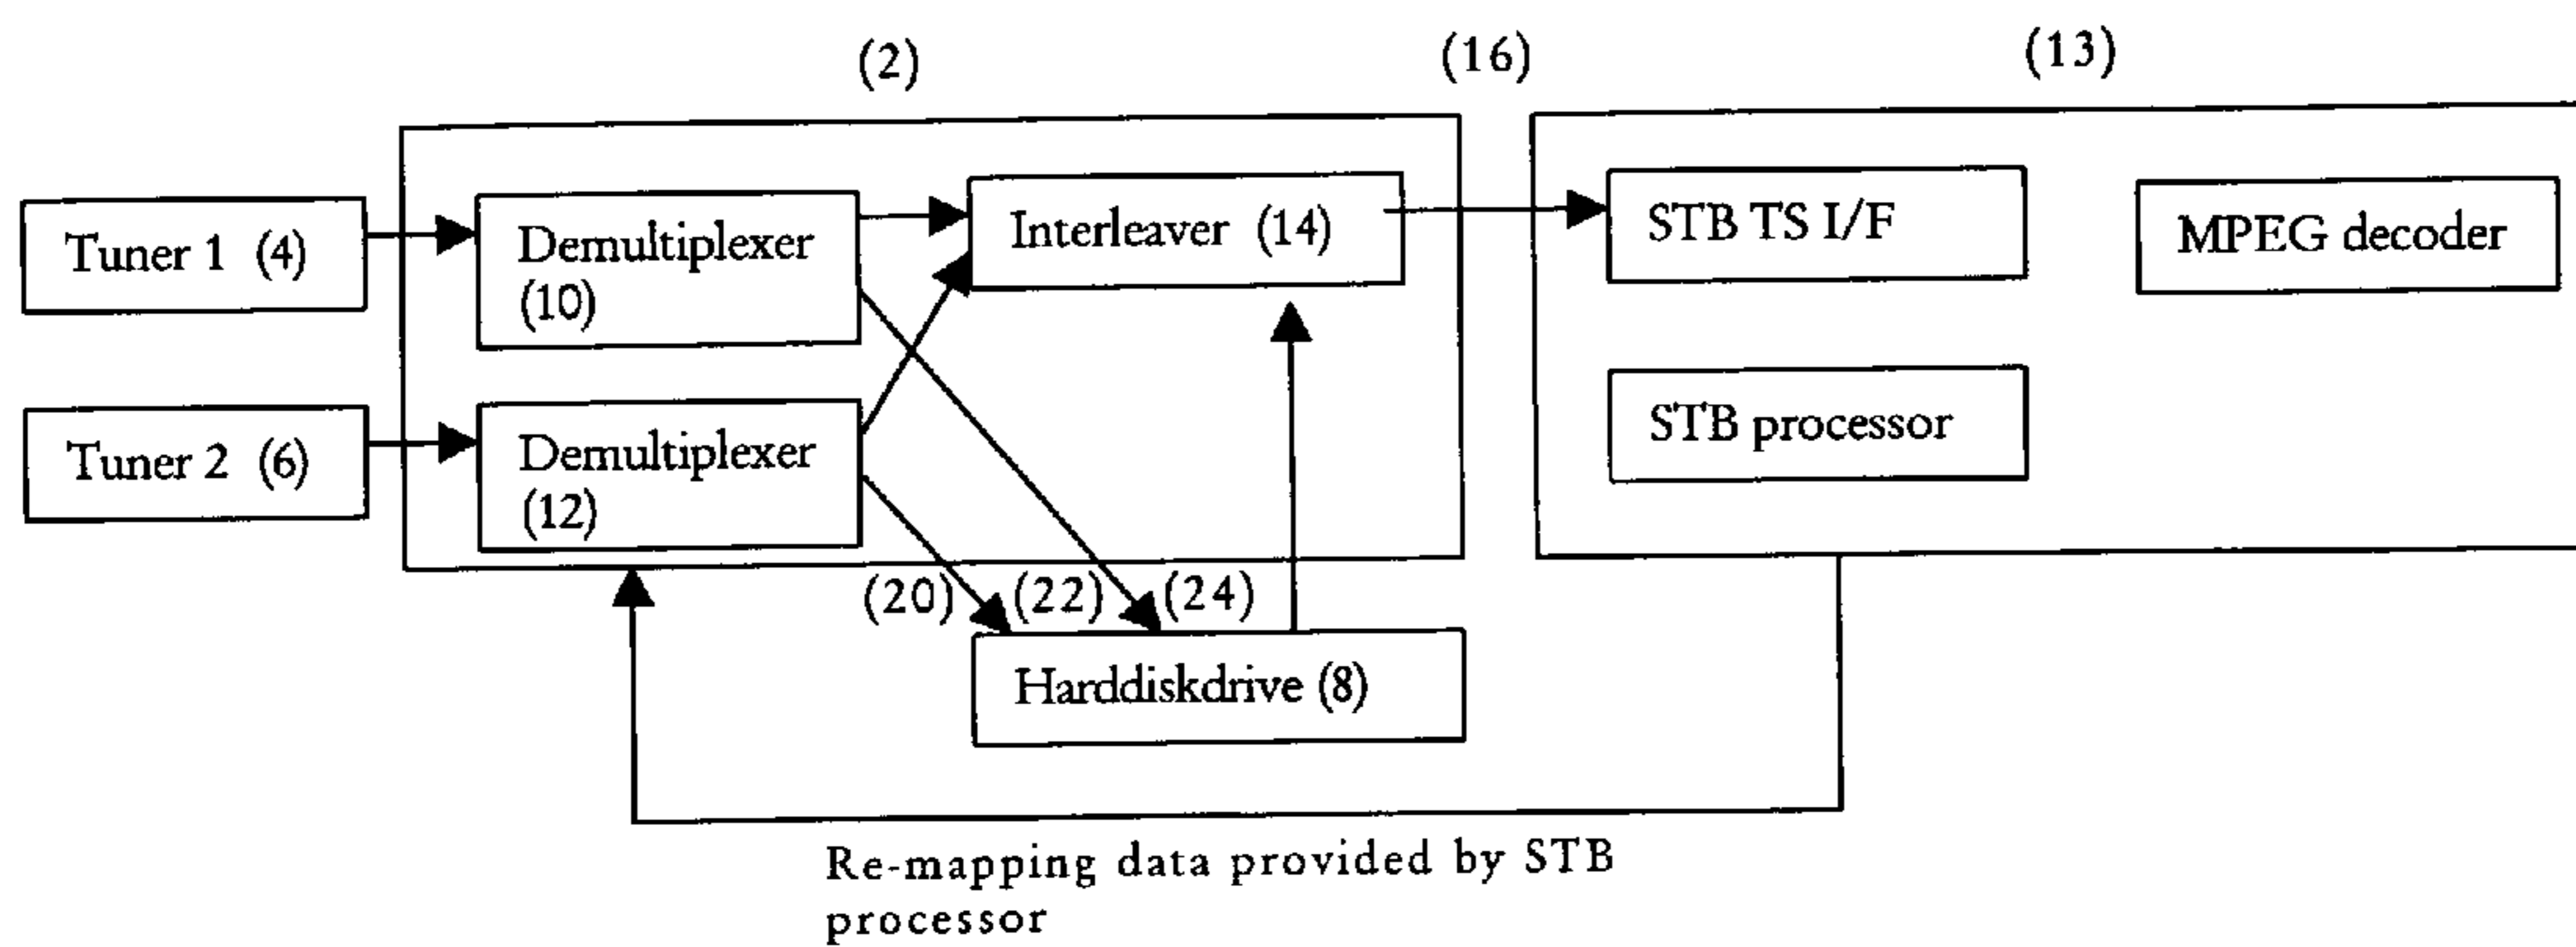 (2)
(16)
(13)
Tuner 1 (4)
Demultiplexer
(10)
Interleaver (14)
STB TS I/F
MPEG decoder
Tuner 2 (6)
Demultiplexer
(12)
STB processor
(20)
(22)
(24)
Harddiskdrive (8)
Re-mapping data provided by STB
processor